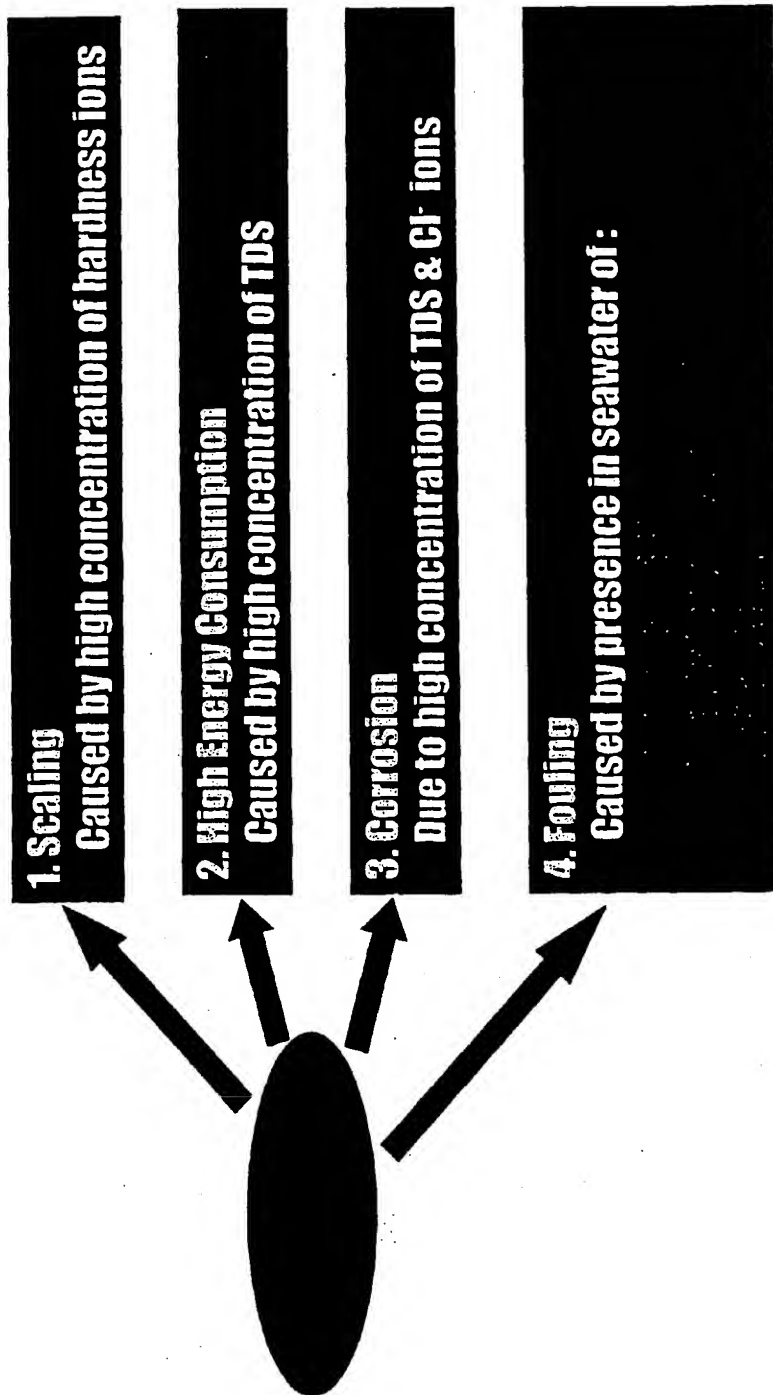 1. Scaling
Caused by high concentration of hardness ions
2. High Energy Consumption
Caused by high concentration of TDS
3. Corrosion
Due to high concentration of TDS & Cl⁻ ions
4. Fouling
Caused by presence in seawater of :